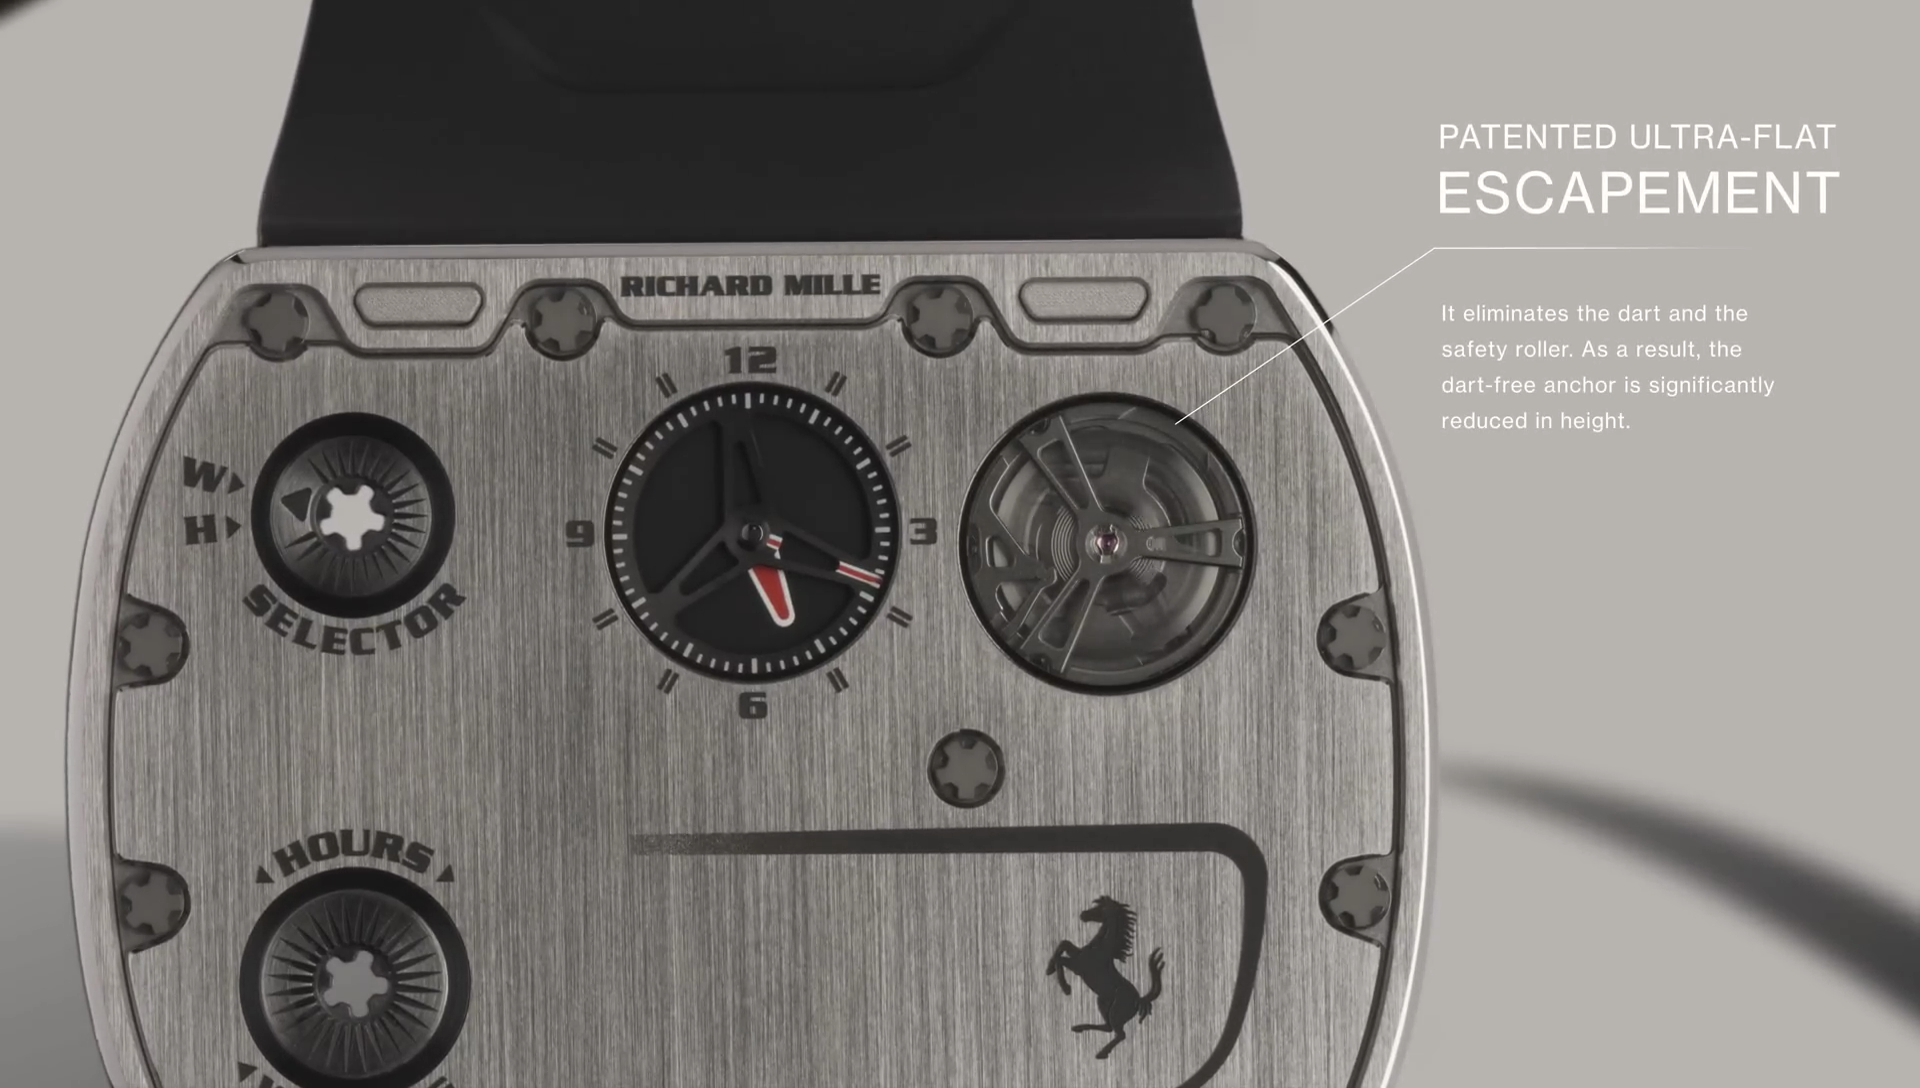 PATENTED ULTRA-FLAT
ESCAPEMENT
It eliminates the dart and the
safety roller. As a result, the
dart-free anchor is significantly
reduced in height.
RICHARD MILLE
12
3
6
9
W
H
SELECTOR
HOURS